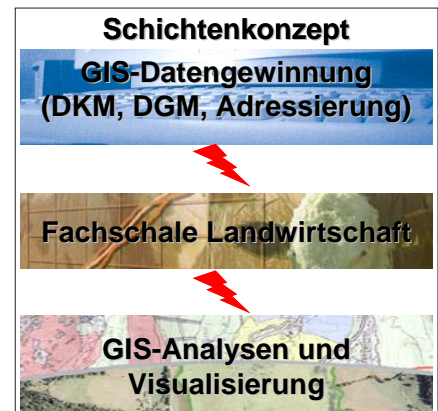 Schichtenkonzept
GIS-Datengewinnung
(DKM, DGM, Adressierung)
Fachschale Landwirtschaft
GIS-Analysen und
Visualisierung